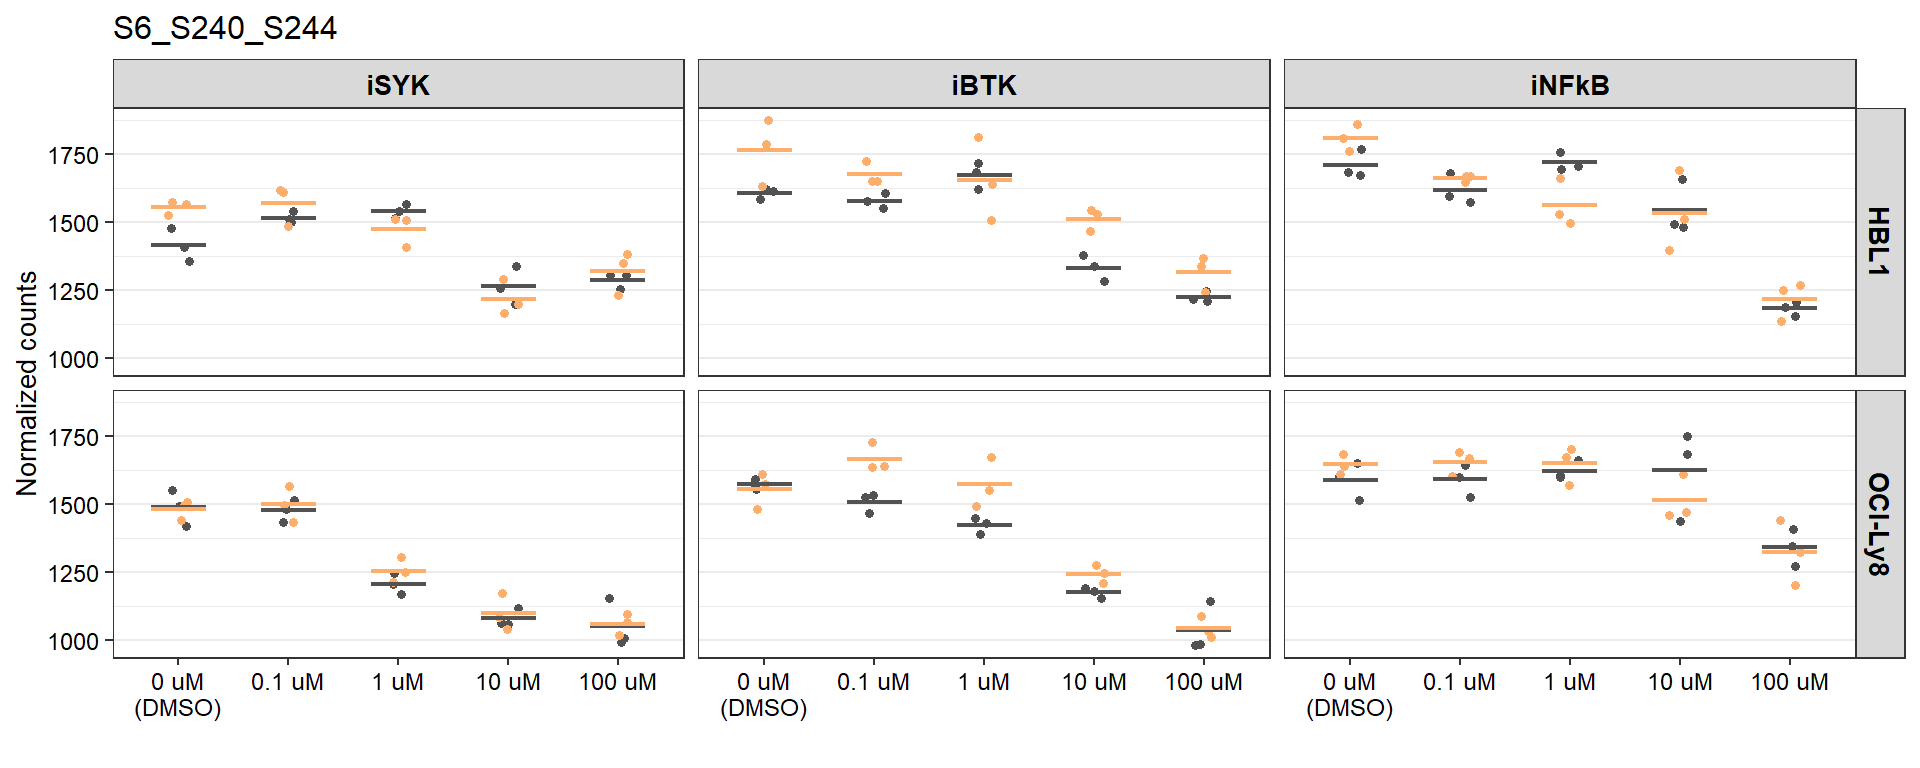 S6_S240_S244
iSYK
iBTK
iNFkB
HBL1
OCI-Ly8
Normalized counts
1750
1500
1250
1000
1750
1500
1250
1000
0 uM
(DMSO)
0.1 uM
1 uM
10 uM
100 uM
0 uM
(DMSO)
0.1 uM
1 uM
10 uM
100 uM
0 uM
(DMSO)
0.1 uM
1 uM
10 uM
100 uM